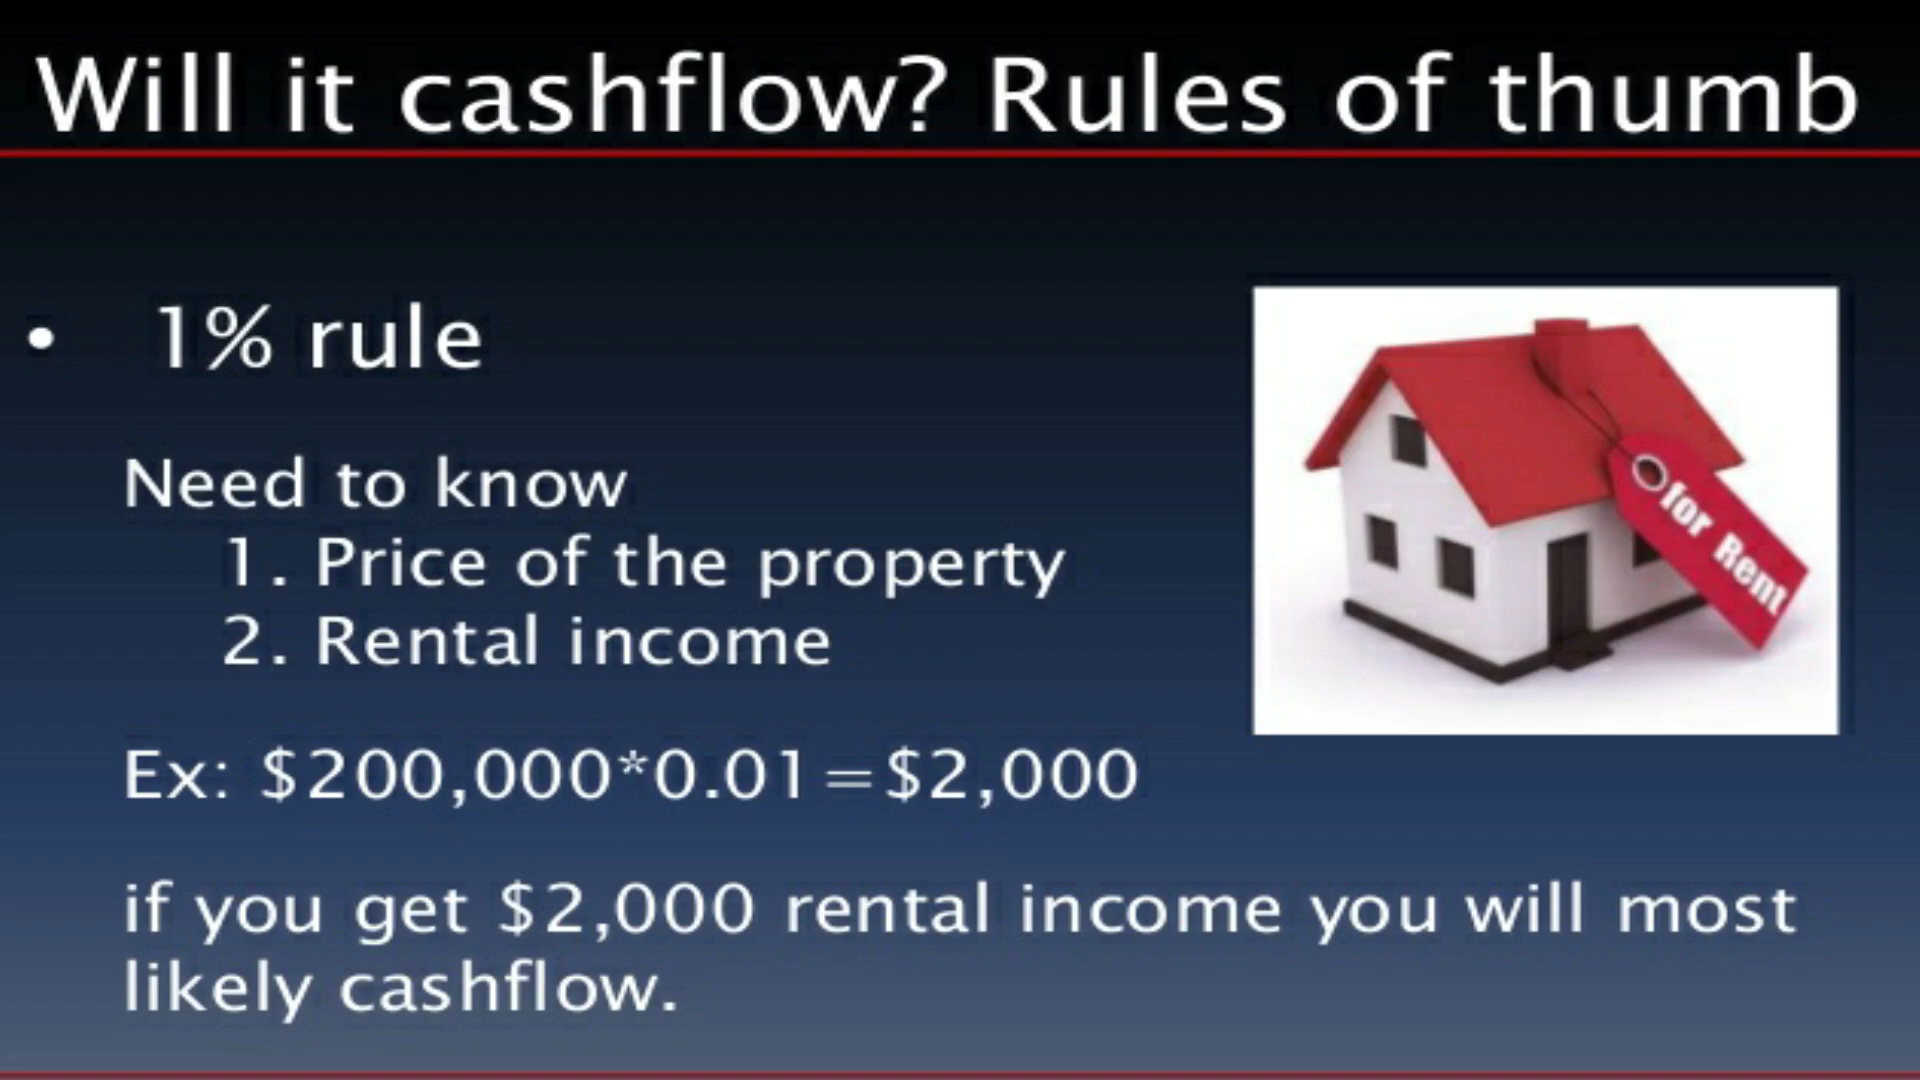 Will it cashflow? Rules of thumb
• 1% rule
Need to know
1. Price of the property
2. Rental income
for Rent
Ex: $200,000*0.01=$2,000
if you get $2,000 rental income you will most
likely cashflow.